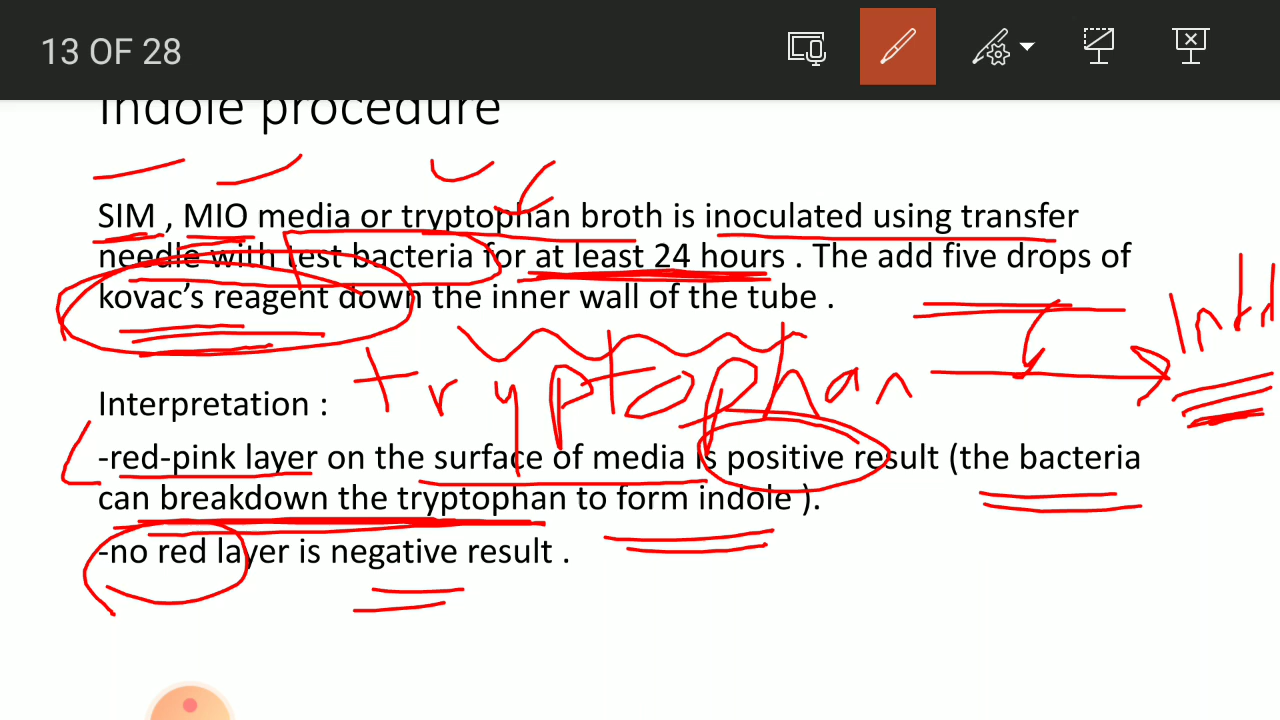 13 OF 28
Indole procedure
SIM , MIO media or tryptophan broth is inoculated using transfer
needle with test bacteria for at least 24 hours . The add five drops of
kovac's reagent down the inner wall of the tube .
tryptophan
Interpretation :
-red-pink layer on the surface of media is positive result (the bacteria
can breakdown the tryptophan to form indole ).
-no red layer is negative result .